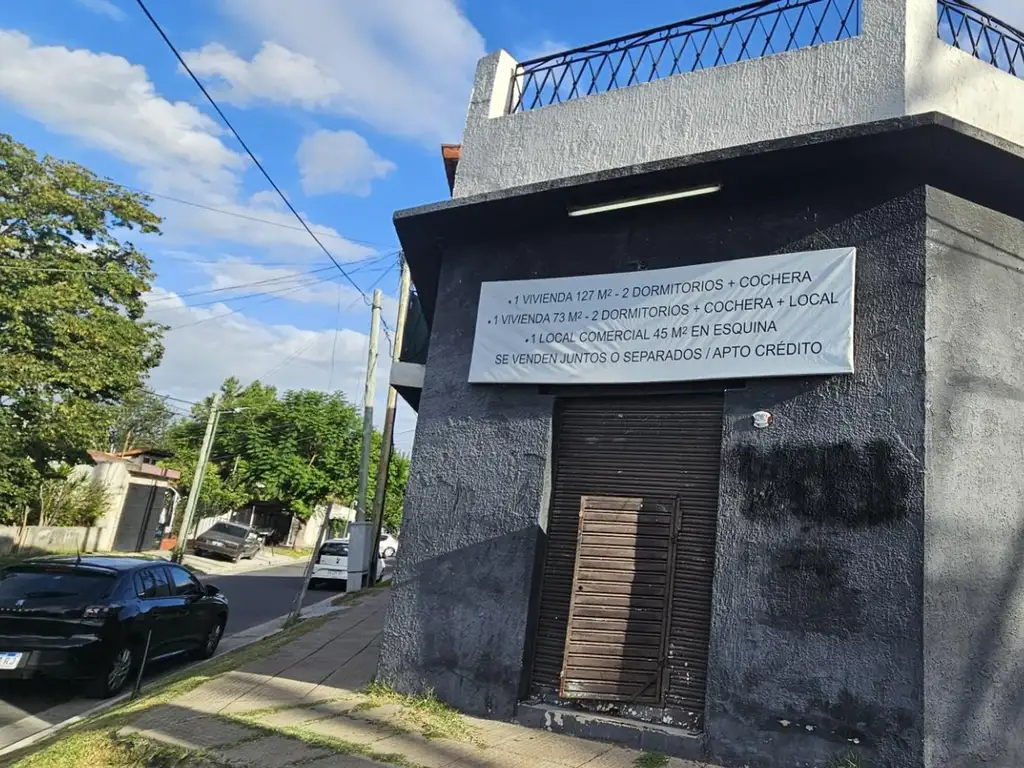 •1 VIVIENDA 127 M² - 2 DORMITORIOS + COCHERA
•1 VIVIENDA 73 M² - 2 DORMITORIOS + COCHERA + LOCAL
•1 LOCAL COMERCIAL 45 M² EN ESQUINA
SE VENDEN JUNTOS O SEPARADOS / APTO CRÉDITO